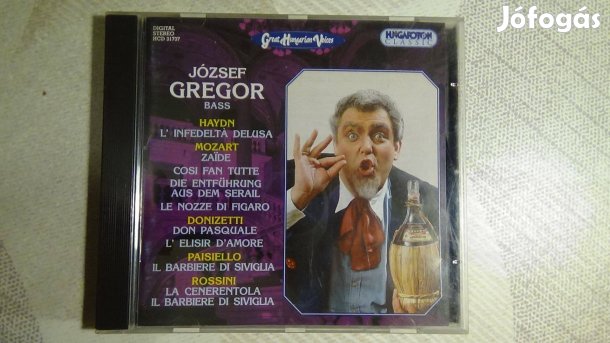 Jófogás
DIGITAL
STEREO
HCD 31757
Great Hungarian Voices
HUNGAROTON
CLASSIC
JÓZSEF
GREGOR
BASS
HAYDN
L' INFEDELTÀ DELUSA
MOZART
ZAÏDE
COSI FAN TUTTE
DIE ENTFÜHRUNG
AUS DEM SERAIL
LE NOZZE DI FIGARO
DONIZETTI
DON PASQUALE
L' ELISIR D'AMORE
PAISIELLO
IL BARBIERE DI SIVIGLIA
ROSSINI
LA CENERENTOLA
IL BARBIERE DI SIVIGLIA